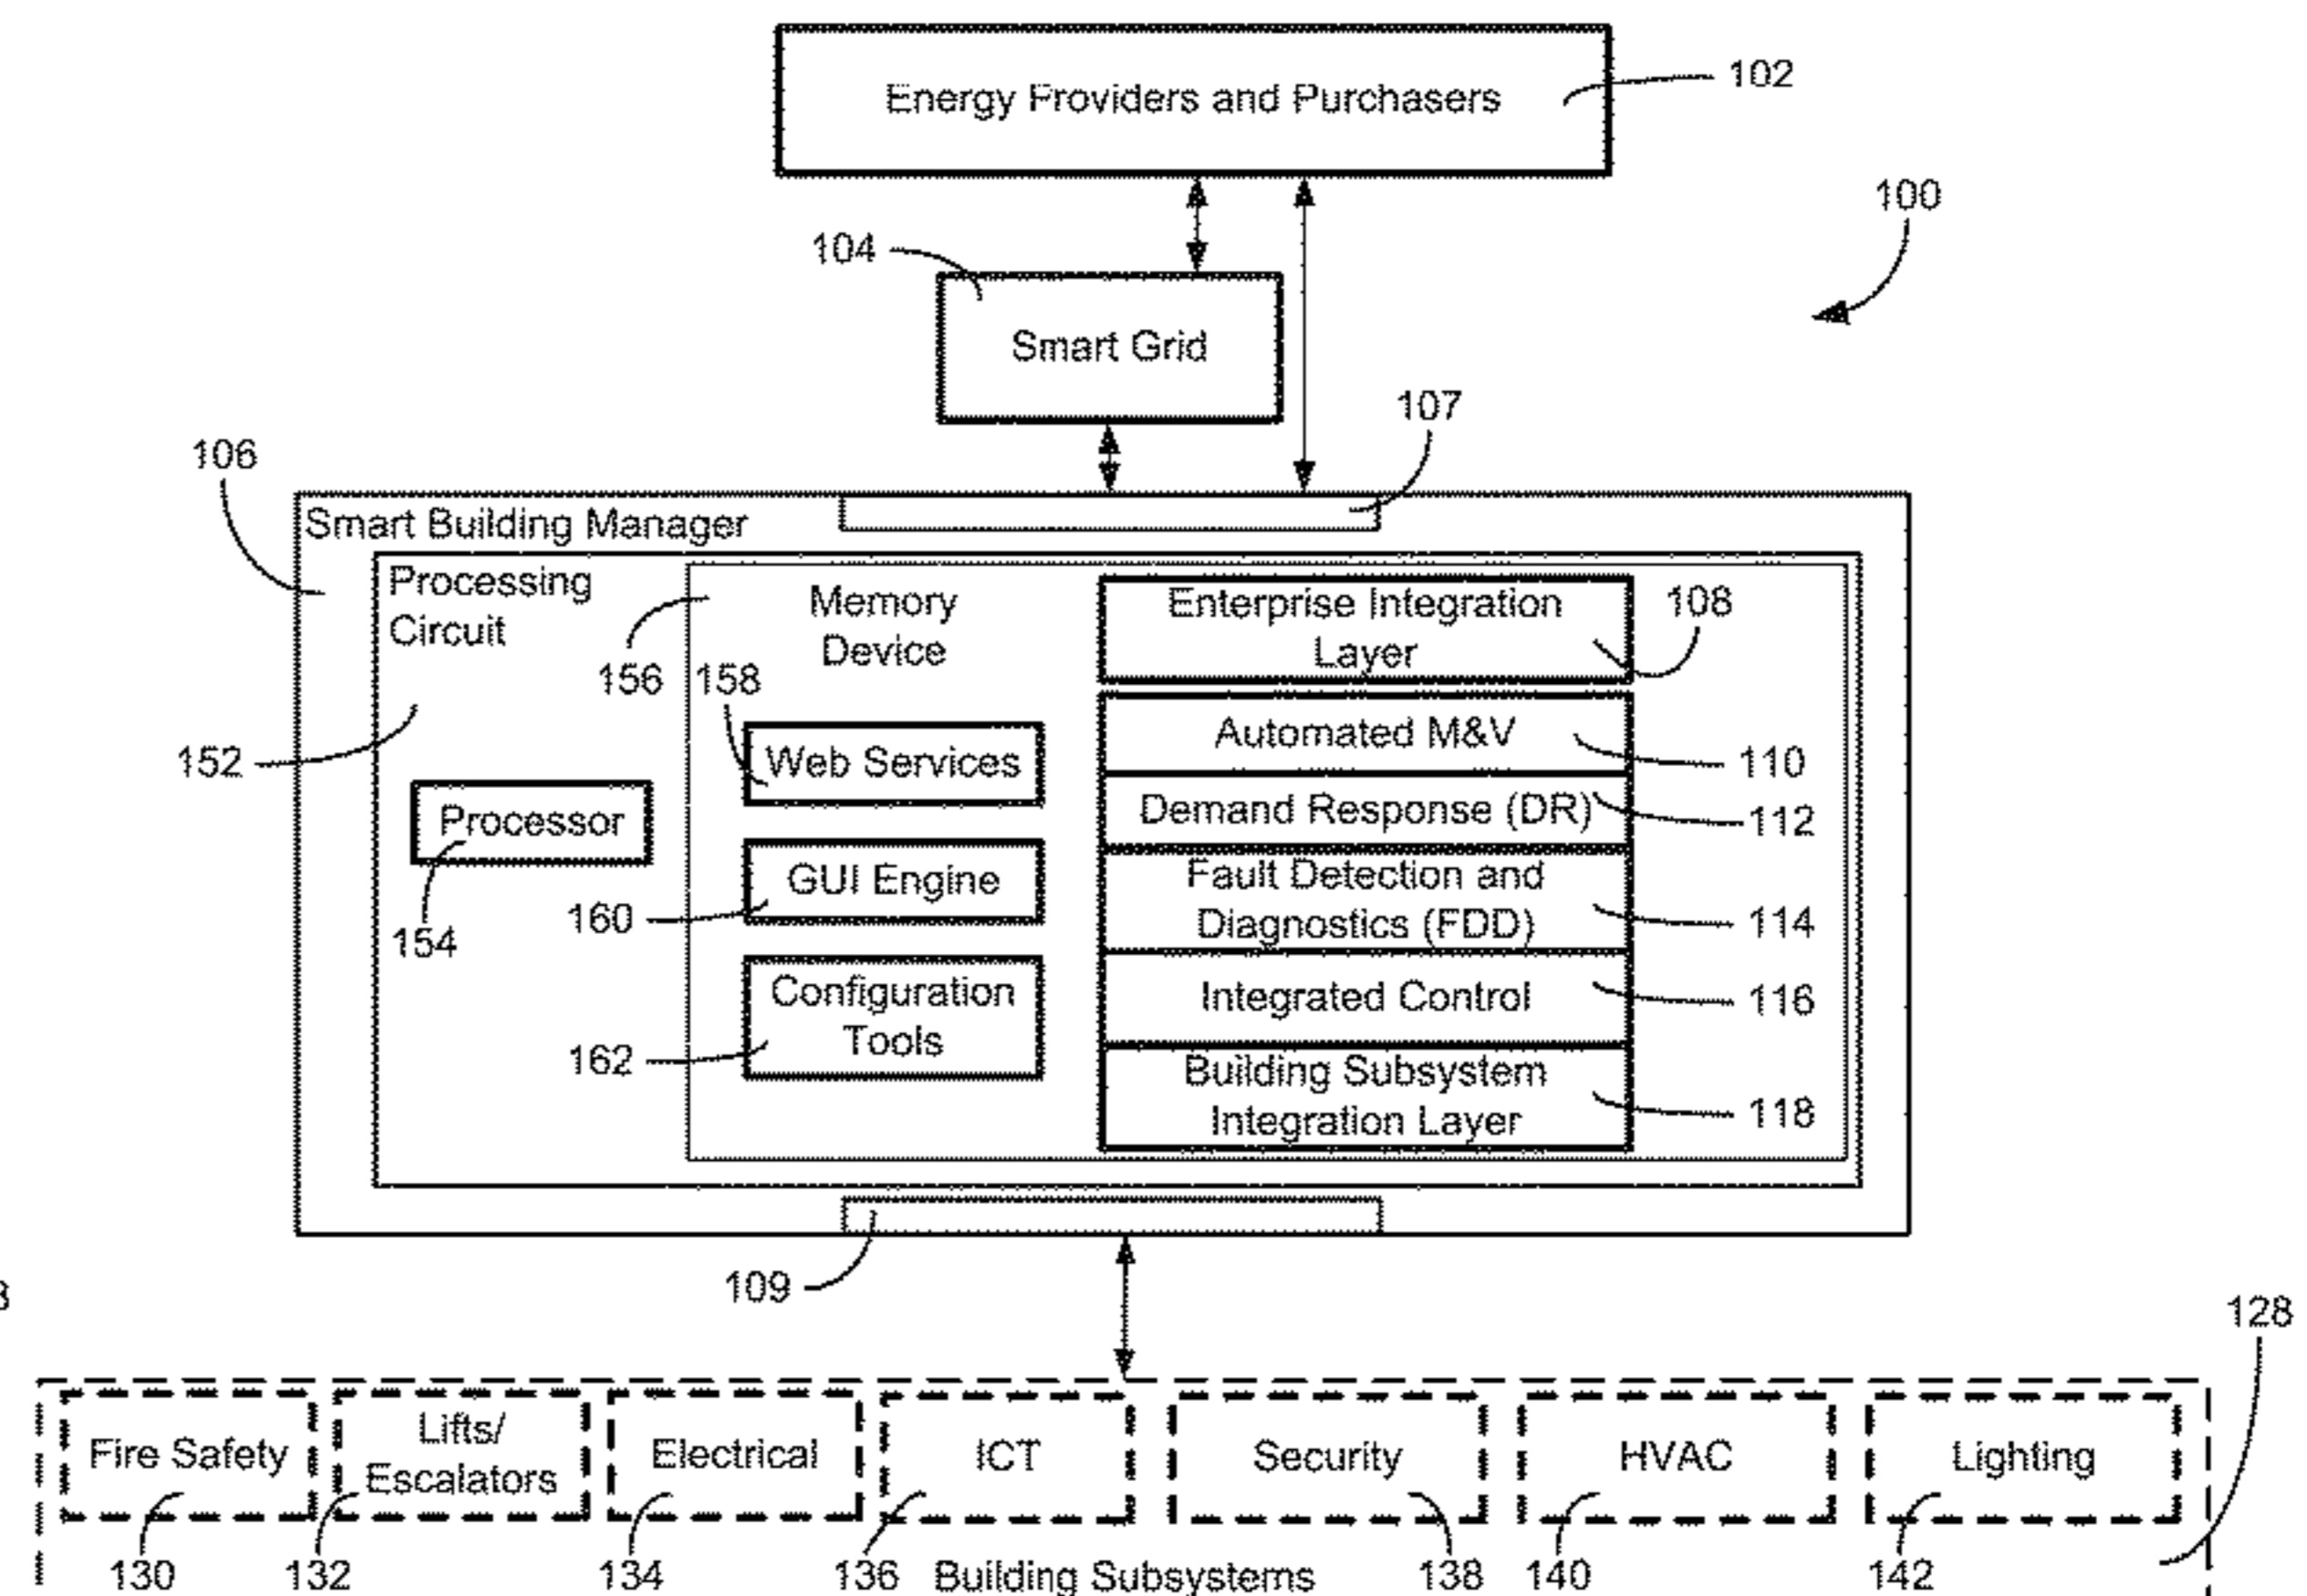 Energy Providers and Purchasers
102
100
104
Smart Grid
107
106
Smart Building Manager
Processing
Circuit
Memory
Device
Enterprise Integration
Layer
108
156
158
Automated M&V
110
152
Web Services
Demand Response (DR)
112
Processor
154
GUI Engine
160
Fault Detection and
Diagnostics (FDD)
114
Configuration
Tools
162
Integrated Control
116
Building Subsystem
Integration Layer
118
109
128
Fire Safety
Lifts/
Escalators
Electrical
ICT
Security
HVAC
Lighting
130
132
134
136
Building Subsystems
138
140
142